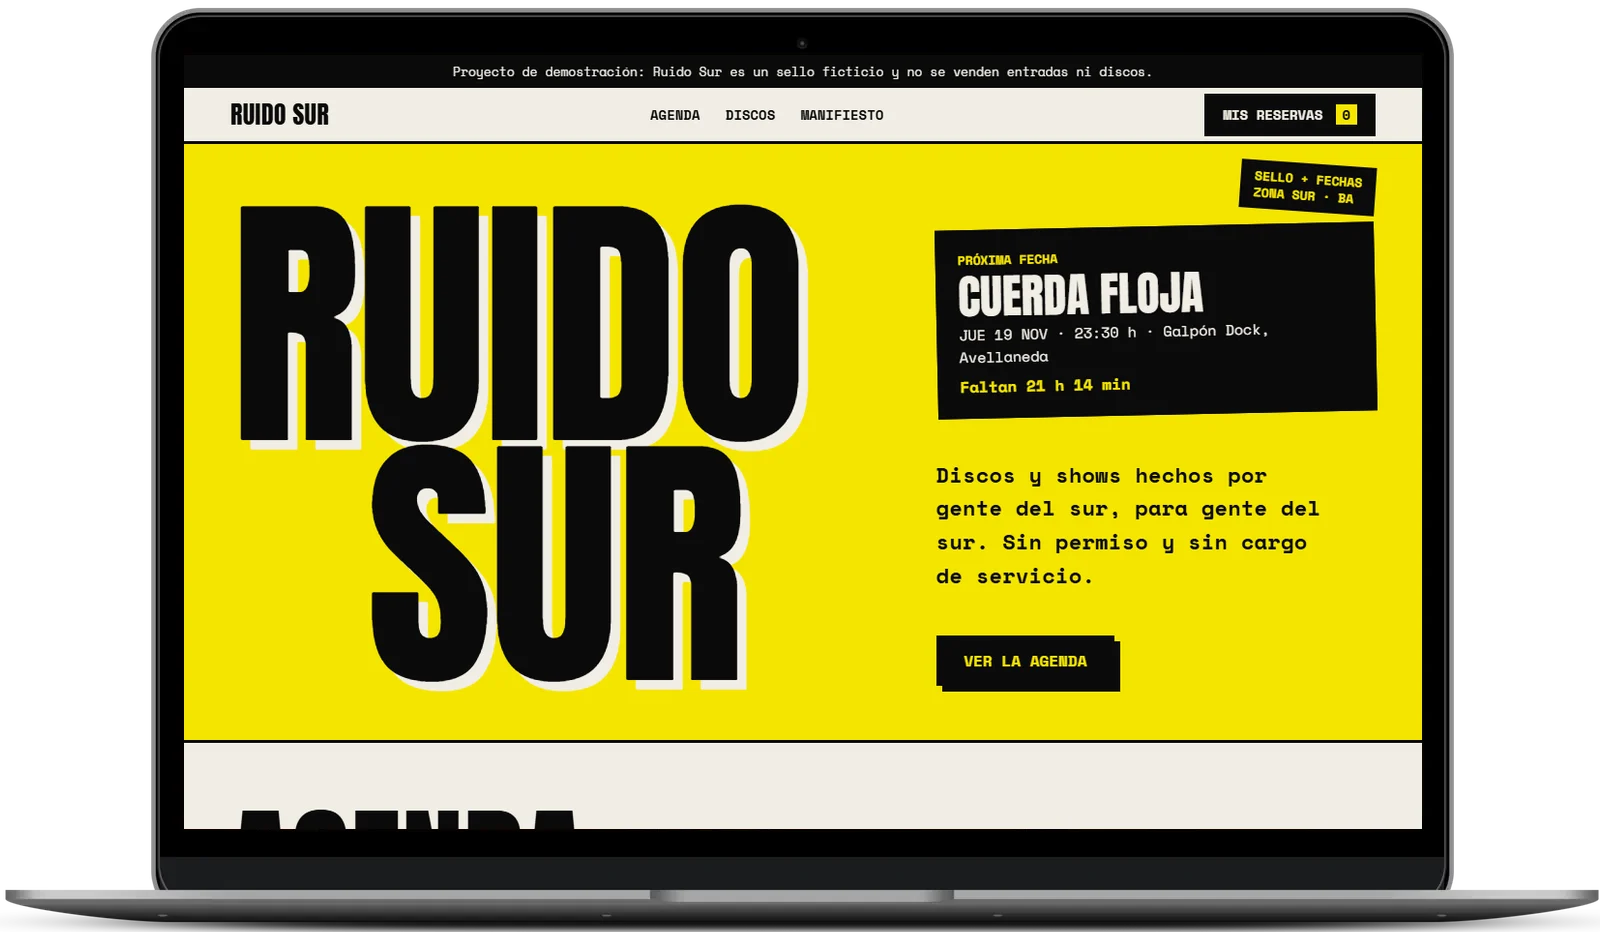 Proyecto de demostración: Ruido Sur es un sello ficticio y no se venden entradas ni discos.
RUIDO SUR
AGENDA
DISCOS
MANIFIESTO
MIS RESERVAS 0
RUIDO
SUR
SELLO + FECHAS
ZONA SUR · BA
PRÓXIMA FECHA
CUERDA FLOJA
JUE 19 NOV · 23:30 h · Galpón Dock,
Avellaneda
Faltan 21 h 14 min
Discos y shows hechos por
gente del sur, para gente del
sur. Sin permiso y sin cargo
de servicio.
VER LA AGENDA
AGENDA